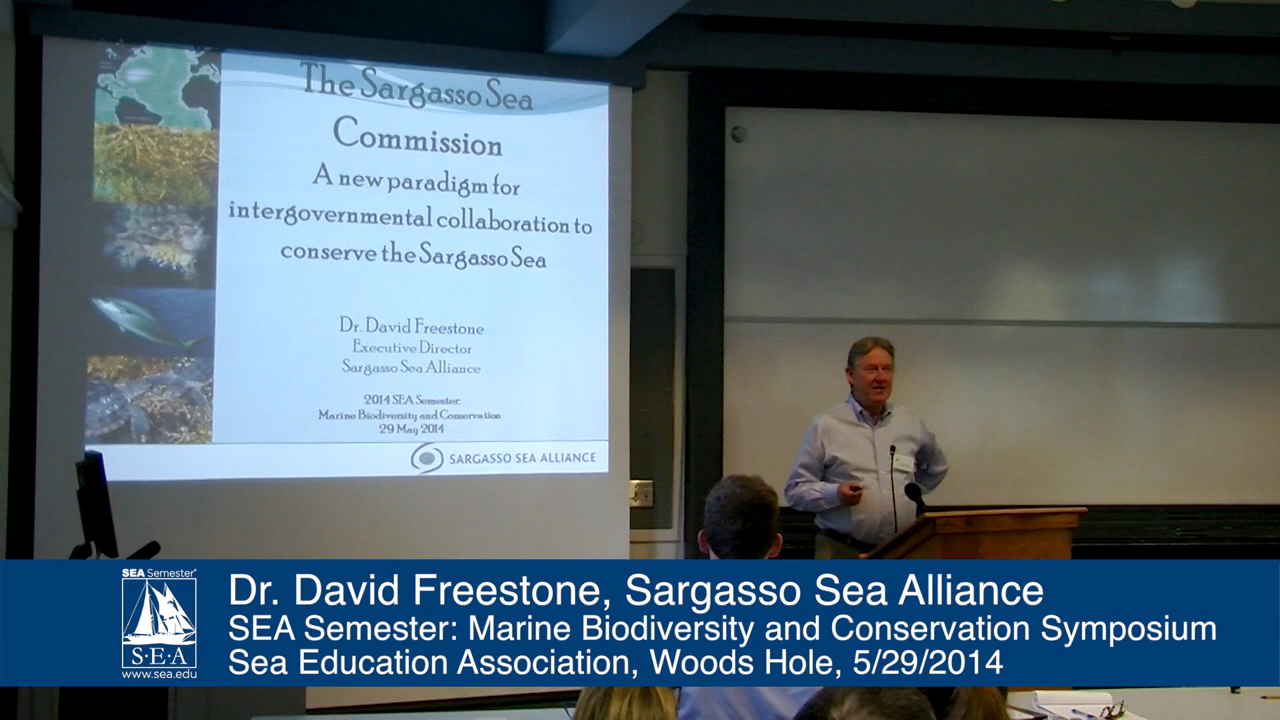 The Sargasso Sea
Commission
A new paradigm for
intergovernmental collaboration to
conserve the Sargasso Sea
Dr. David Freestone
Executive Director
Sargasso Sea Alliance
2014 SEA Semester:
Marine Biodiversity and Conservation
29 May 2014
SARGASSO SEA ALLIANCE
SEA Semester®
S·E·A
www.sea.edu
Dr. David Freestone, Sargasso Sea Alliance
SEA Semester: Marine Biodiversity and Conservation Symposium
Sea Education Association, Woods Hole, 5/29/2014